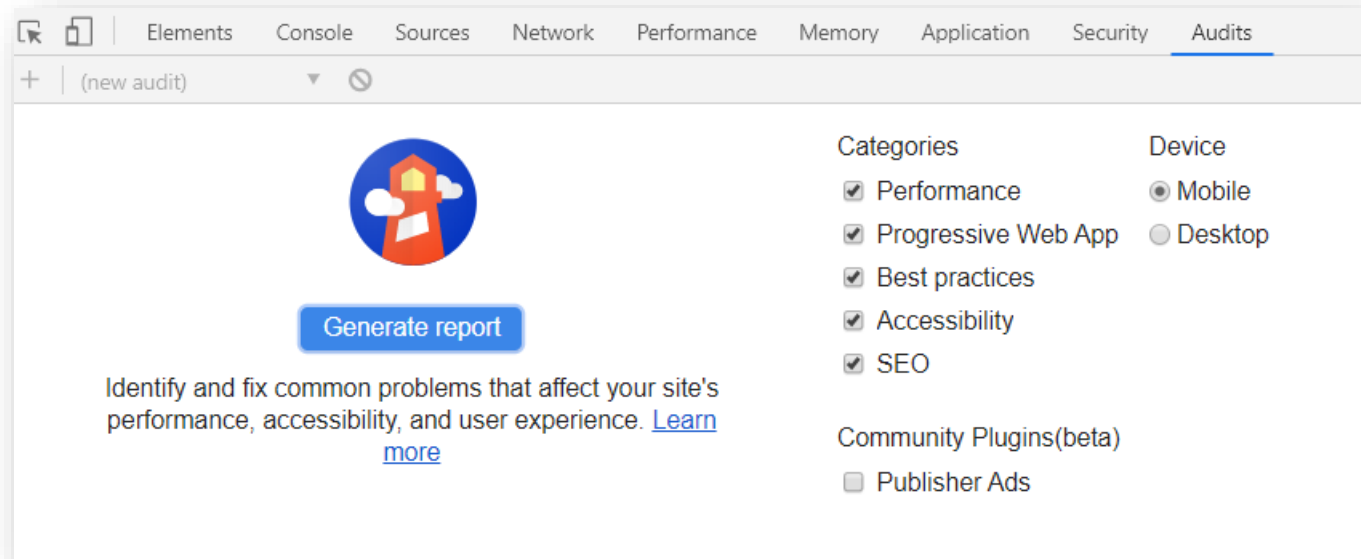 Elements Console Sources Network Performance Memory Application Security Audits
(new audit)
Generate report
Identify and fix common problems that affect your site's
performance, accessibility, and user experience. Learn
more
Categories
Performance
Progressive Web App
Best practices
Accessibility
SEO
Device
Mobile
Desktop
Community Plugins(beta)
Publisher Ads